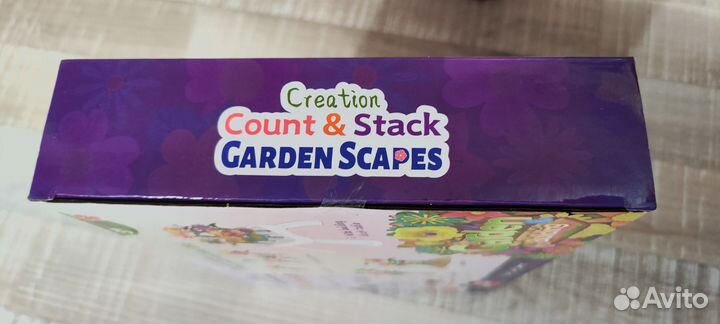 Creation
Count & Stack
GARDEN SCAPES
Avito